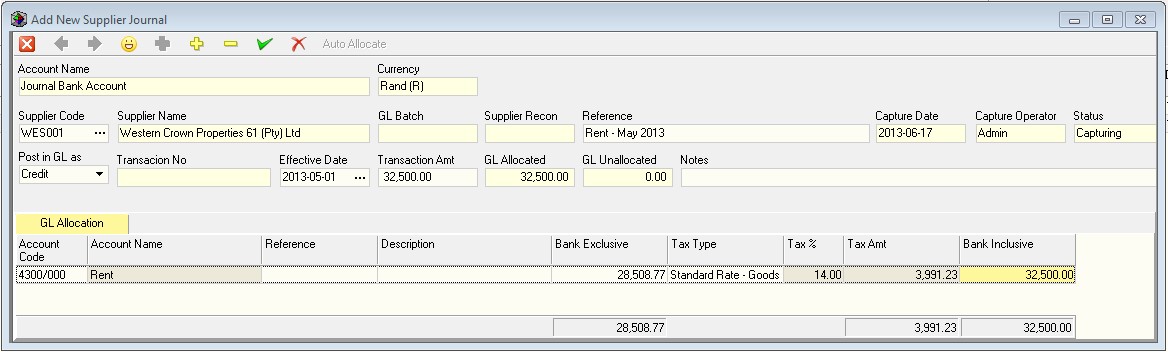 Add New Supplier Journal
Auto Allocate
Account Name Currency
Journal Bank Account Rand (R)
Supplier Code Supplier Name GL Batch Supplier Recon Reference Capture Date Capture Operator Status
WES001 ... Western Crown Properties 61 (Pty) Ltd Rent - May 2013 2013-06-17 Admin Capturing
Post in GL as Transacion No Effective Date Transaction Amt GL Allocated GL Unallocated Notes
Credit 2013-05-01 ... 32,500.00 32,500.00 0.00
GL Allocation
Account Code Account Name Reference Description Bank Exclusive Tax Type Tax % Tax Amt Bank Inclusive
4300/000 Rent 28,508.77 Standard Rate - Goods 14.00 3,991.23 32,500.00
28,508.77 3,991.23 32,500.00